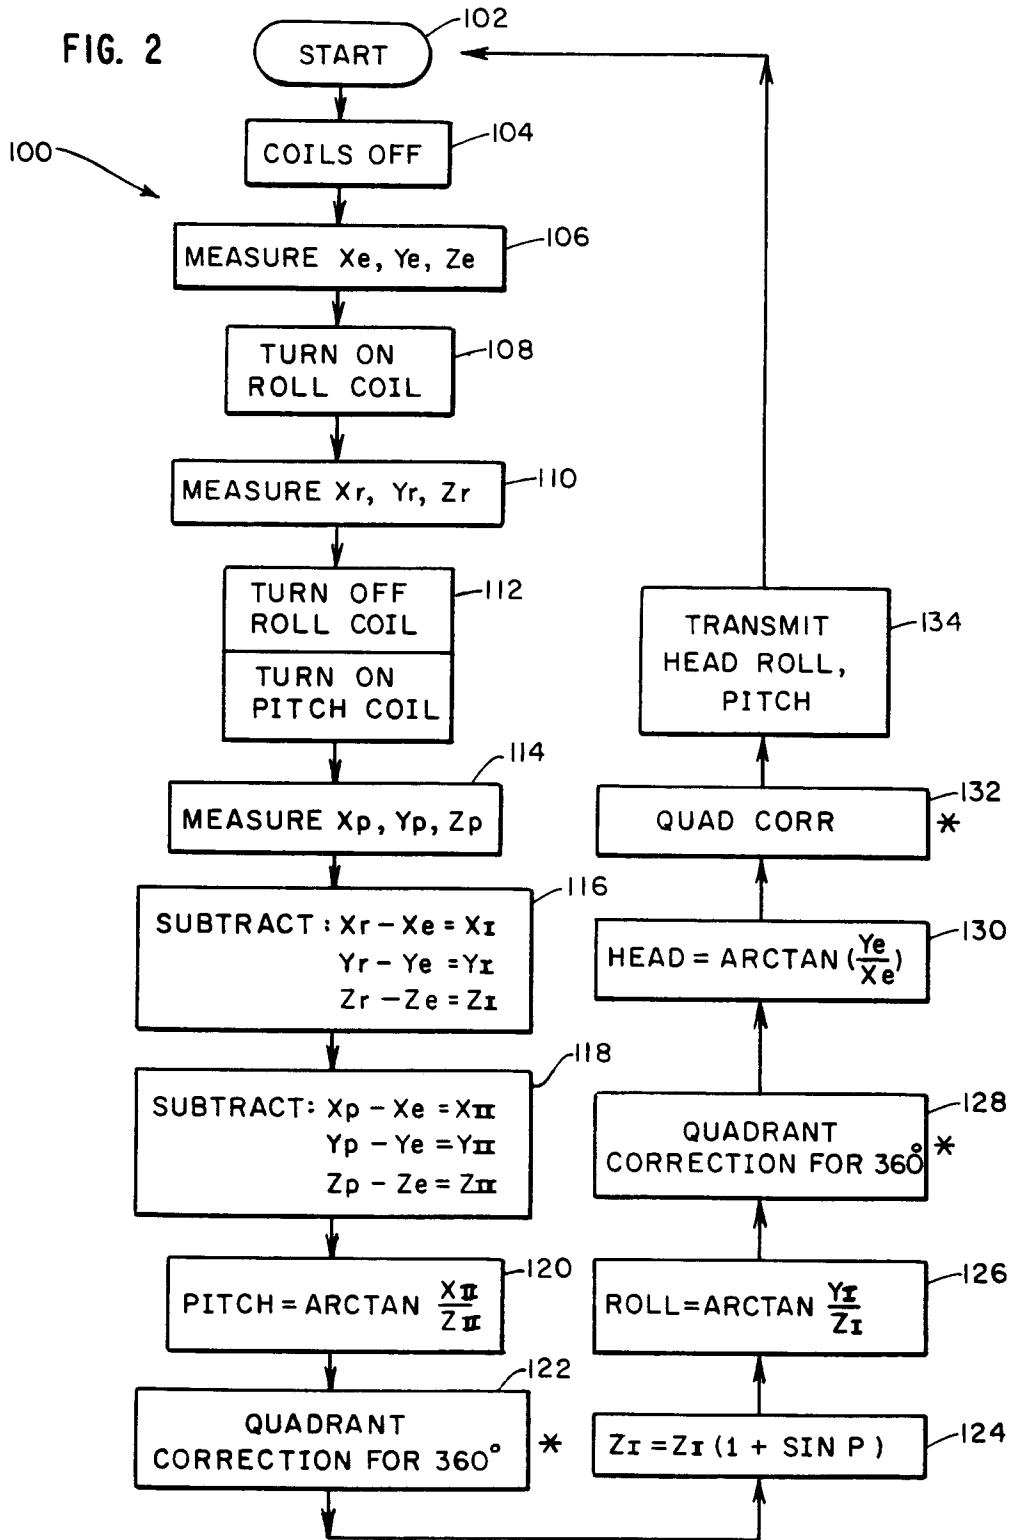 FIG. 2
START
102
100
COILS OFF
104
MEASURE Xe, Ye, Ze
106
TURN ON
ROLL COIL
108
MEASURE Xr, Yr, Zr
110
TURN OFF
ROLL COIL
TURN ON
PITCH COIL
112
MEASURE Xp, Yp, Zp
114
SUBTRACT: Xr - Xe = XI
Yr - Ye = YI
Zr - Ze = ZI
116
SUBTRACT: Xp - Xe = XII
Yp - Ye = YII
Zp - Ze = ZII
118
PITCH = ARCTAN XII
ZII
120
QUADRANT
CORRECTION FOR 360°
*
122
ZI = ZI (1 + SIN P)
124
ROLL = ARCTAN YI
ZI
126
QUADRANT
CORRECTION FOR 360°
*
128
HEAD = ARCTAN (Ye
Xe)
130
QUAD CORR
*
132
TRANSMIT
HEAD ROLL,
PITCH
134